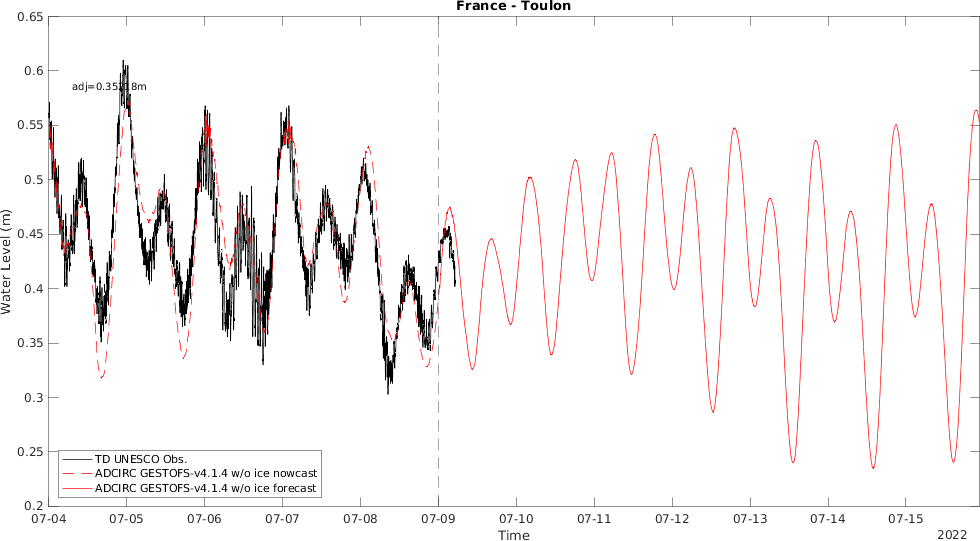 France - Toulon
0.65
0.6
0.55
0.5
0.45
0.4
0.35
0.3
0.25
0.2
Water Level (m)
TD UNESCO Obs.
ADCIRC GESTOFS-v4.1.4 w/o ice nowcast
ADCIRC GESTOFS-v4.1.4 w/o ice forecast
07-04 07-05 07-06 07-07 07-08 07-09 07-10 07-11 07-12 07-13 07-14 07-15
Time
2022